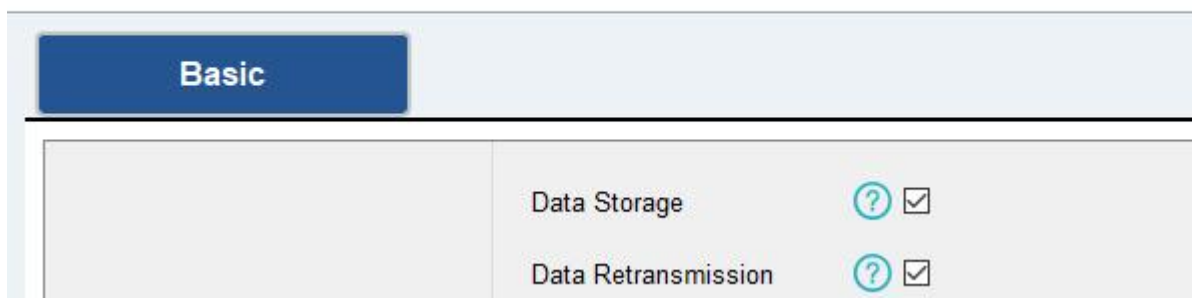 Basic
Data Storage ?
Data Retransmission ?